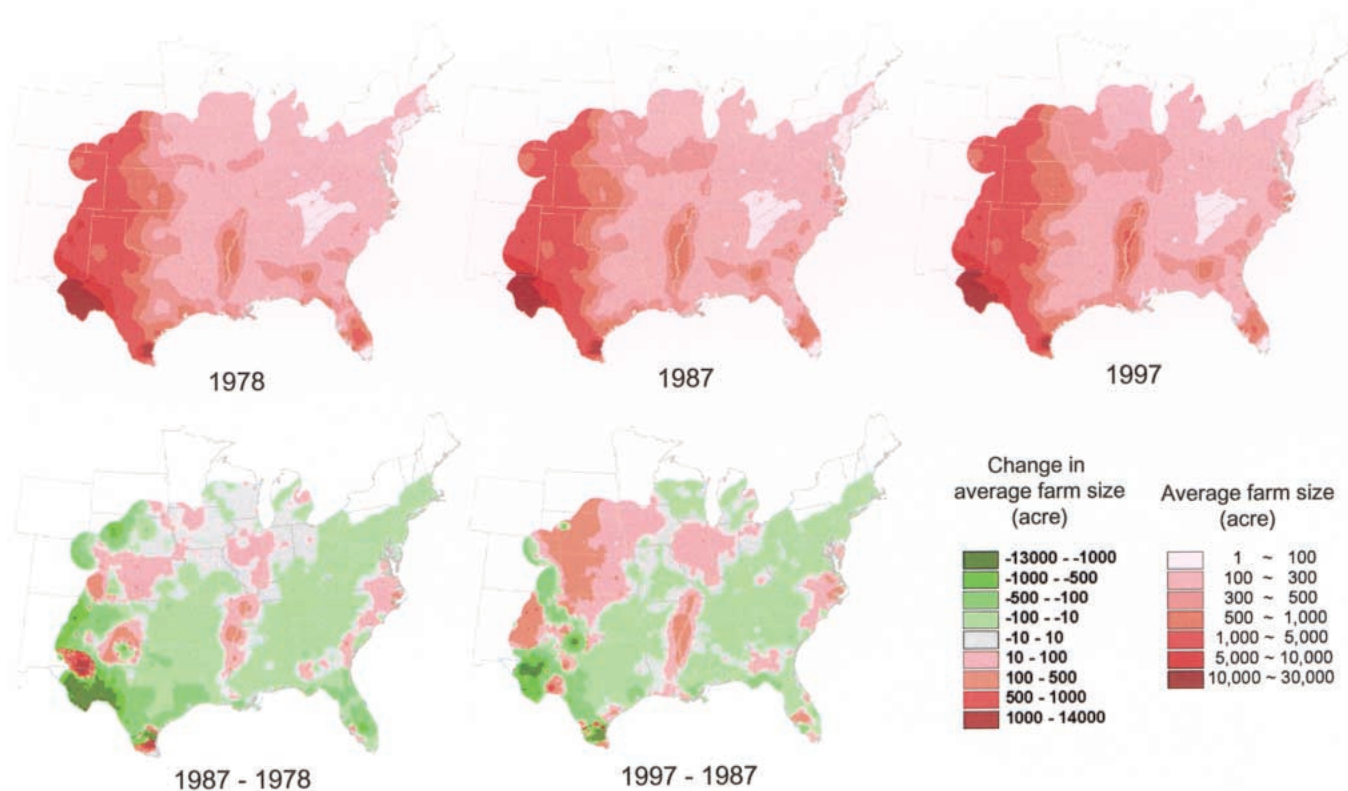 1978
1987
1997
1987 - 1978
1997 - 1987
Change in
average farm size
(acre)
-13000 - -1000
-1000 - -500
-500 - -100
-100 - -10
-10 - 10
10 - 100
100 - 500
500 - 1000
1000 - 14000
Average farm size
(acre)
1 ~ 100
100 ~ 300
300 ~ 500
500 ~ 1,000
1,000 ~ 5,000
5,000 ~ 10,000
10,000 ~ 30,000